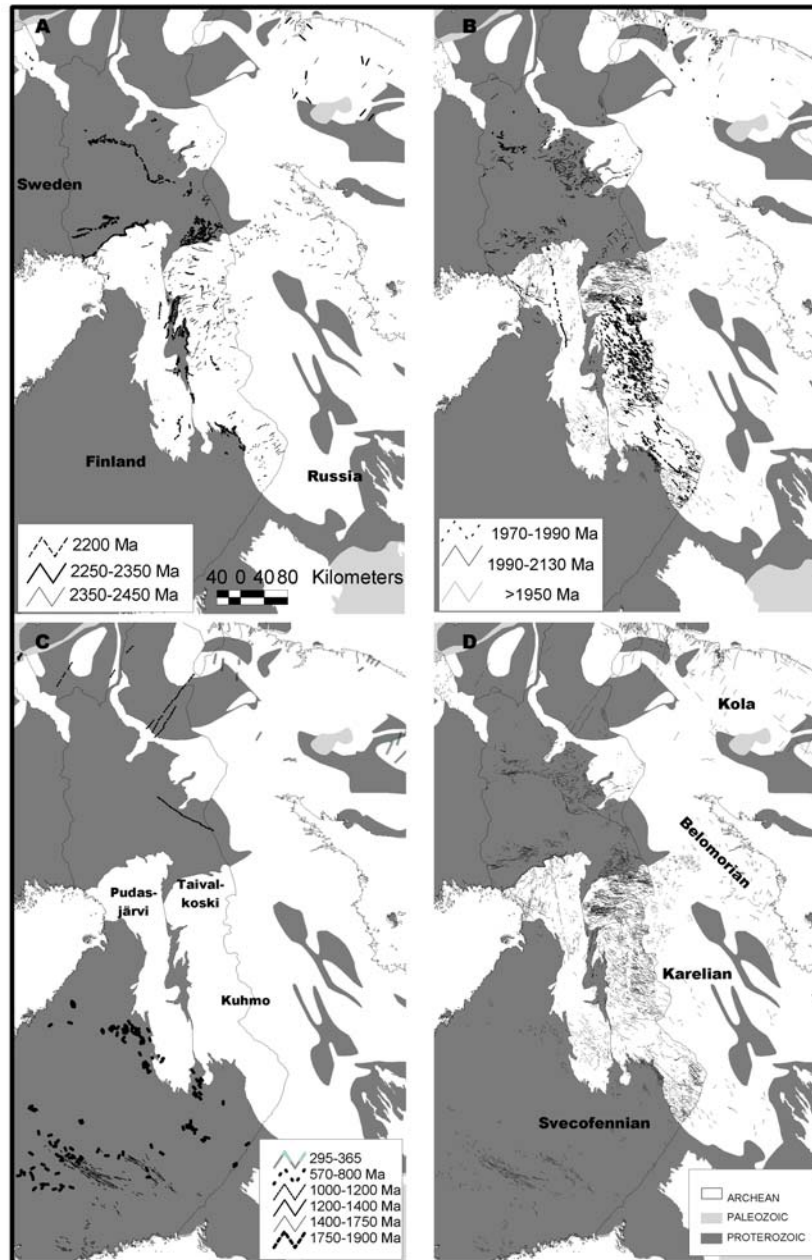 A
Sweden
Finland
Russia
2200 Ma
2250-2350 Ma
2350-2450 Ma
40 0 40 80 Kilometers
B
1970-1990 Ma
1990-2130 Ma
>1950 Ma
C
Pudas-
järvi
Taival-
koski
Kuhmo
295-365
570-800 Ma
1000-1200 Ma
1200-1400 Ma
1400-1750 Ma
1750-1900 Ma
D
Kola
Belomorian
Karelian
Svecofennian
ARCHEAN
PALEOZOIC
PROTEROZOIC